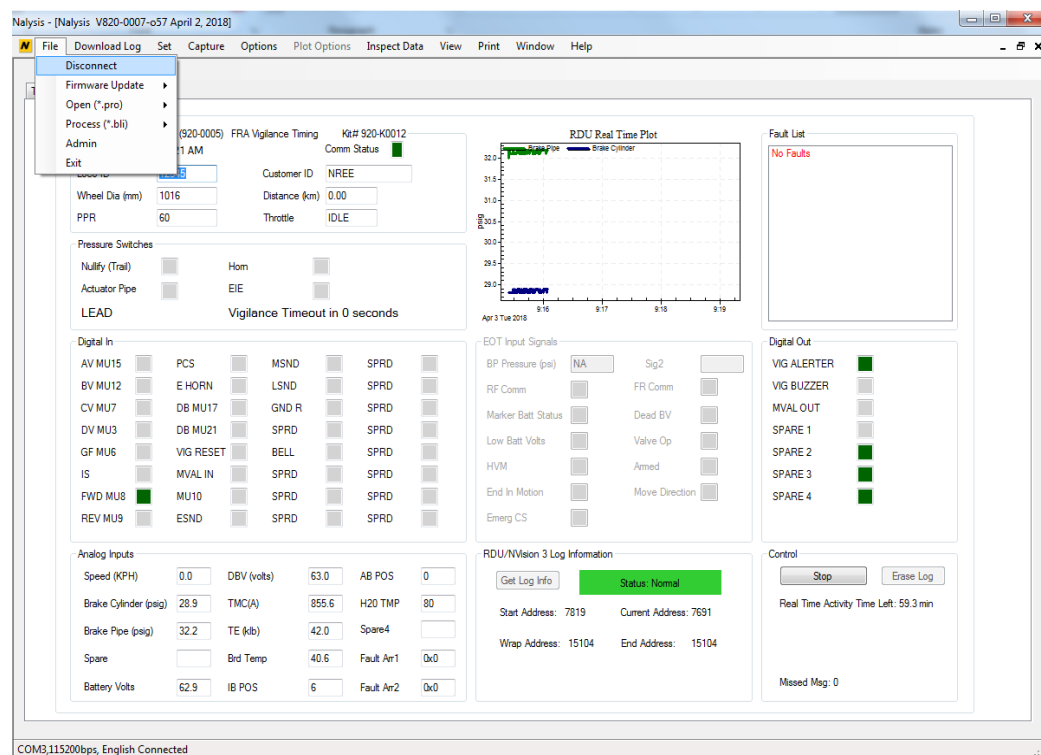 Nalysis - [Nalysis V820-0007-o57 April 2, 2018]
File Download Log Set Capture Options Plot Options Inspect Data View Print Window Help
Disconnect
Firmware Update
Open (*.pro)
Process (*.bli)
Admin
Exit
(920-0005) FRA Vigilance Timing Kit# 920-K0012
AM Comm Status
Customer ID NREE
Wheel Dia (mm) 1016 Distance (km) 0.00
PPR 60 Throttle IDLE
RDU Real Time Plot
Brake Pipe Brake Cylinder
32.0
31.5
31.0
psig
30.5
30.0
29.5
29.0
9:16 9:17 9:18 9:19
Apr 3 Tue 2018
Fault List
No Faults
Pressure Switches
Nullify (Trail) Horn
Actuator Pipe EIE
LEAD Vigilance Timeout in 0 seconds
Digital In
AV MU15 PCS MSND SPRD
BV MU12 E HORN LSND SPRD
CV MU7 DB MU17 GND R SPRD
DV MU3 DB MU21 SPRD SPRD
GF MU6 VIG RESET BELL SPRD
IS MVAL IN SPRD SPRD
FWD MU8 MU10 SPRD SPRD
REV MU9 ESND SPRD SPRD
EOT Input Signals
BP Pressure (psi) NA Sig2
RF Comm FR Comm
Marker Batt Status Dead BV
Low Batt Volts Valve Op
HVM Armed
End In Motion Move Direction
Emerg CS
Digital Out
VIG ALERTER
VIG BUZZER
MVAL OUT
SPARE 1
SPARE 2
SPARE 3
SPARE 4
Analog Inputs
Speed (KPH) 0.0 DBV (volts) 63.0 AB POS 0
Brake Cylinder (psig) 28.9 TMC(A) 855.6 H20 TMP 80
Brake Pipe (psig) 32.2 TE (klb) 42.0 Spare4
Spare Brd Temp 40.6 Fault Arr1 0x0
Battery Volts 62.9 IB POS 6 Fault Arr2 0x0
RDU/NVision 3 Log Information
Get Log Info Status: Normal
Start Address: 7819 Current Address: 7691
Wrap Address: 15104 End Address: 15104
Control
Stop Erase Log
Real Time Activity Time Left: 59.3 min
Missed Msg: 0
COM3,115200bps, English Connected